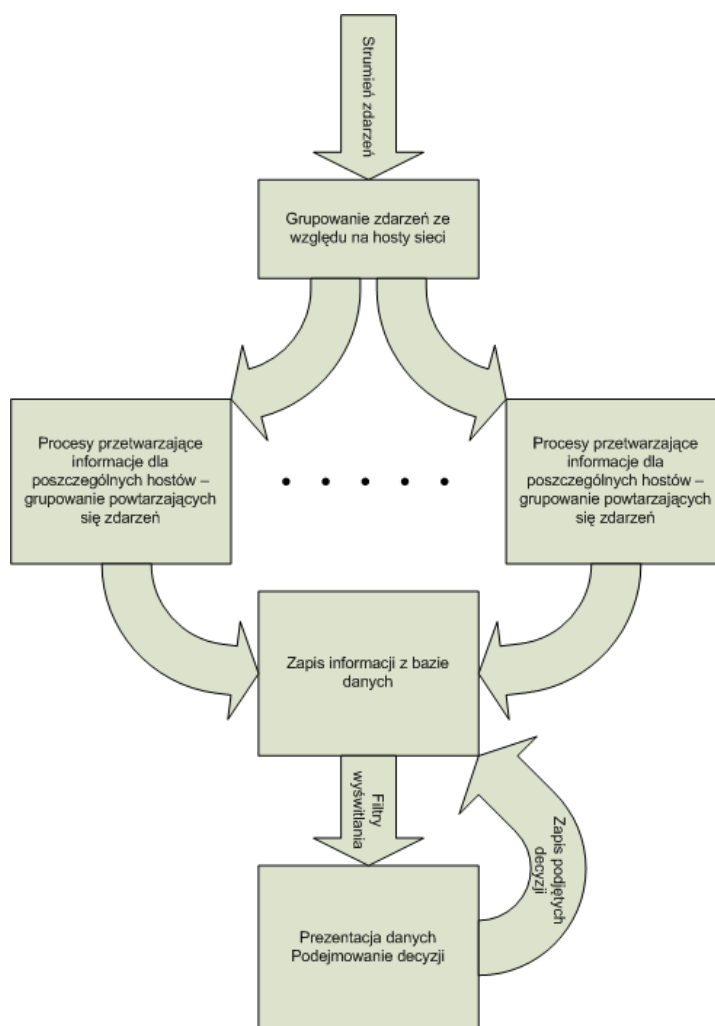 Strumień zdarzeń
Grupowanie zdarzeń ze
względu na hosty sieci
Procesy przetwarzające
informacje dla
poszczególnych hostów –
grupowanie powtarzających
się zdarzeń
Procesy przetwarzające
informacje dla
poszczególnych hostów –
grupowanie powtarzających
się zdarzeń
Zapis informacji z bazie
danych
Filtry
wyświtlania
Zapis podjętych
decyzji
Prezentacja danych
Podejmowanie decyzji